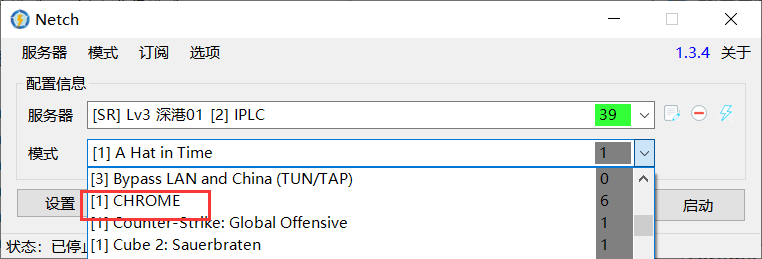 Netch
服务器 模式 订阅 选项 1.3.4 关于
配置信息
服务器 [SR] Lv3 深港01 [2] IPLC 39
模式 [1] A Hat in Time 1
[3] Bypass LAN and China (TUN/TAP) 0
设置 [1] CHROME 6 启动
[1] Counter-Strike: Global Offensive 1
状态：已停止 [1] Cube 2: Sauerbraten 1